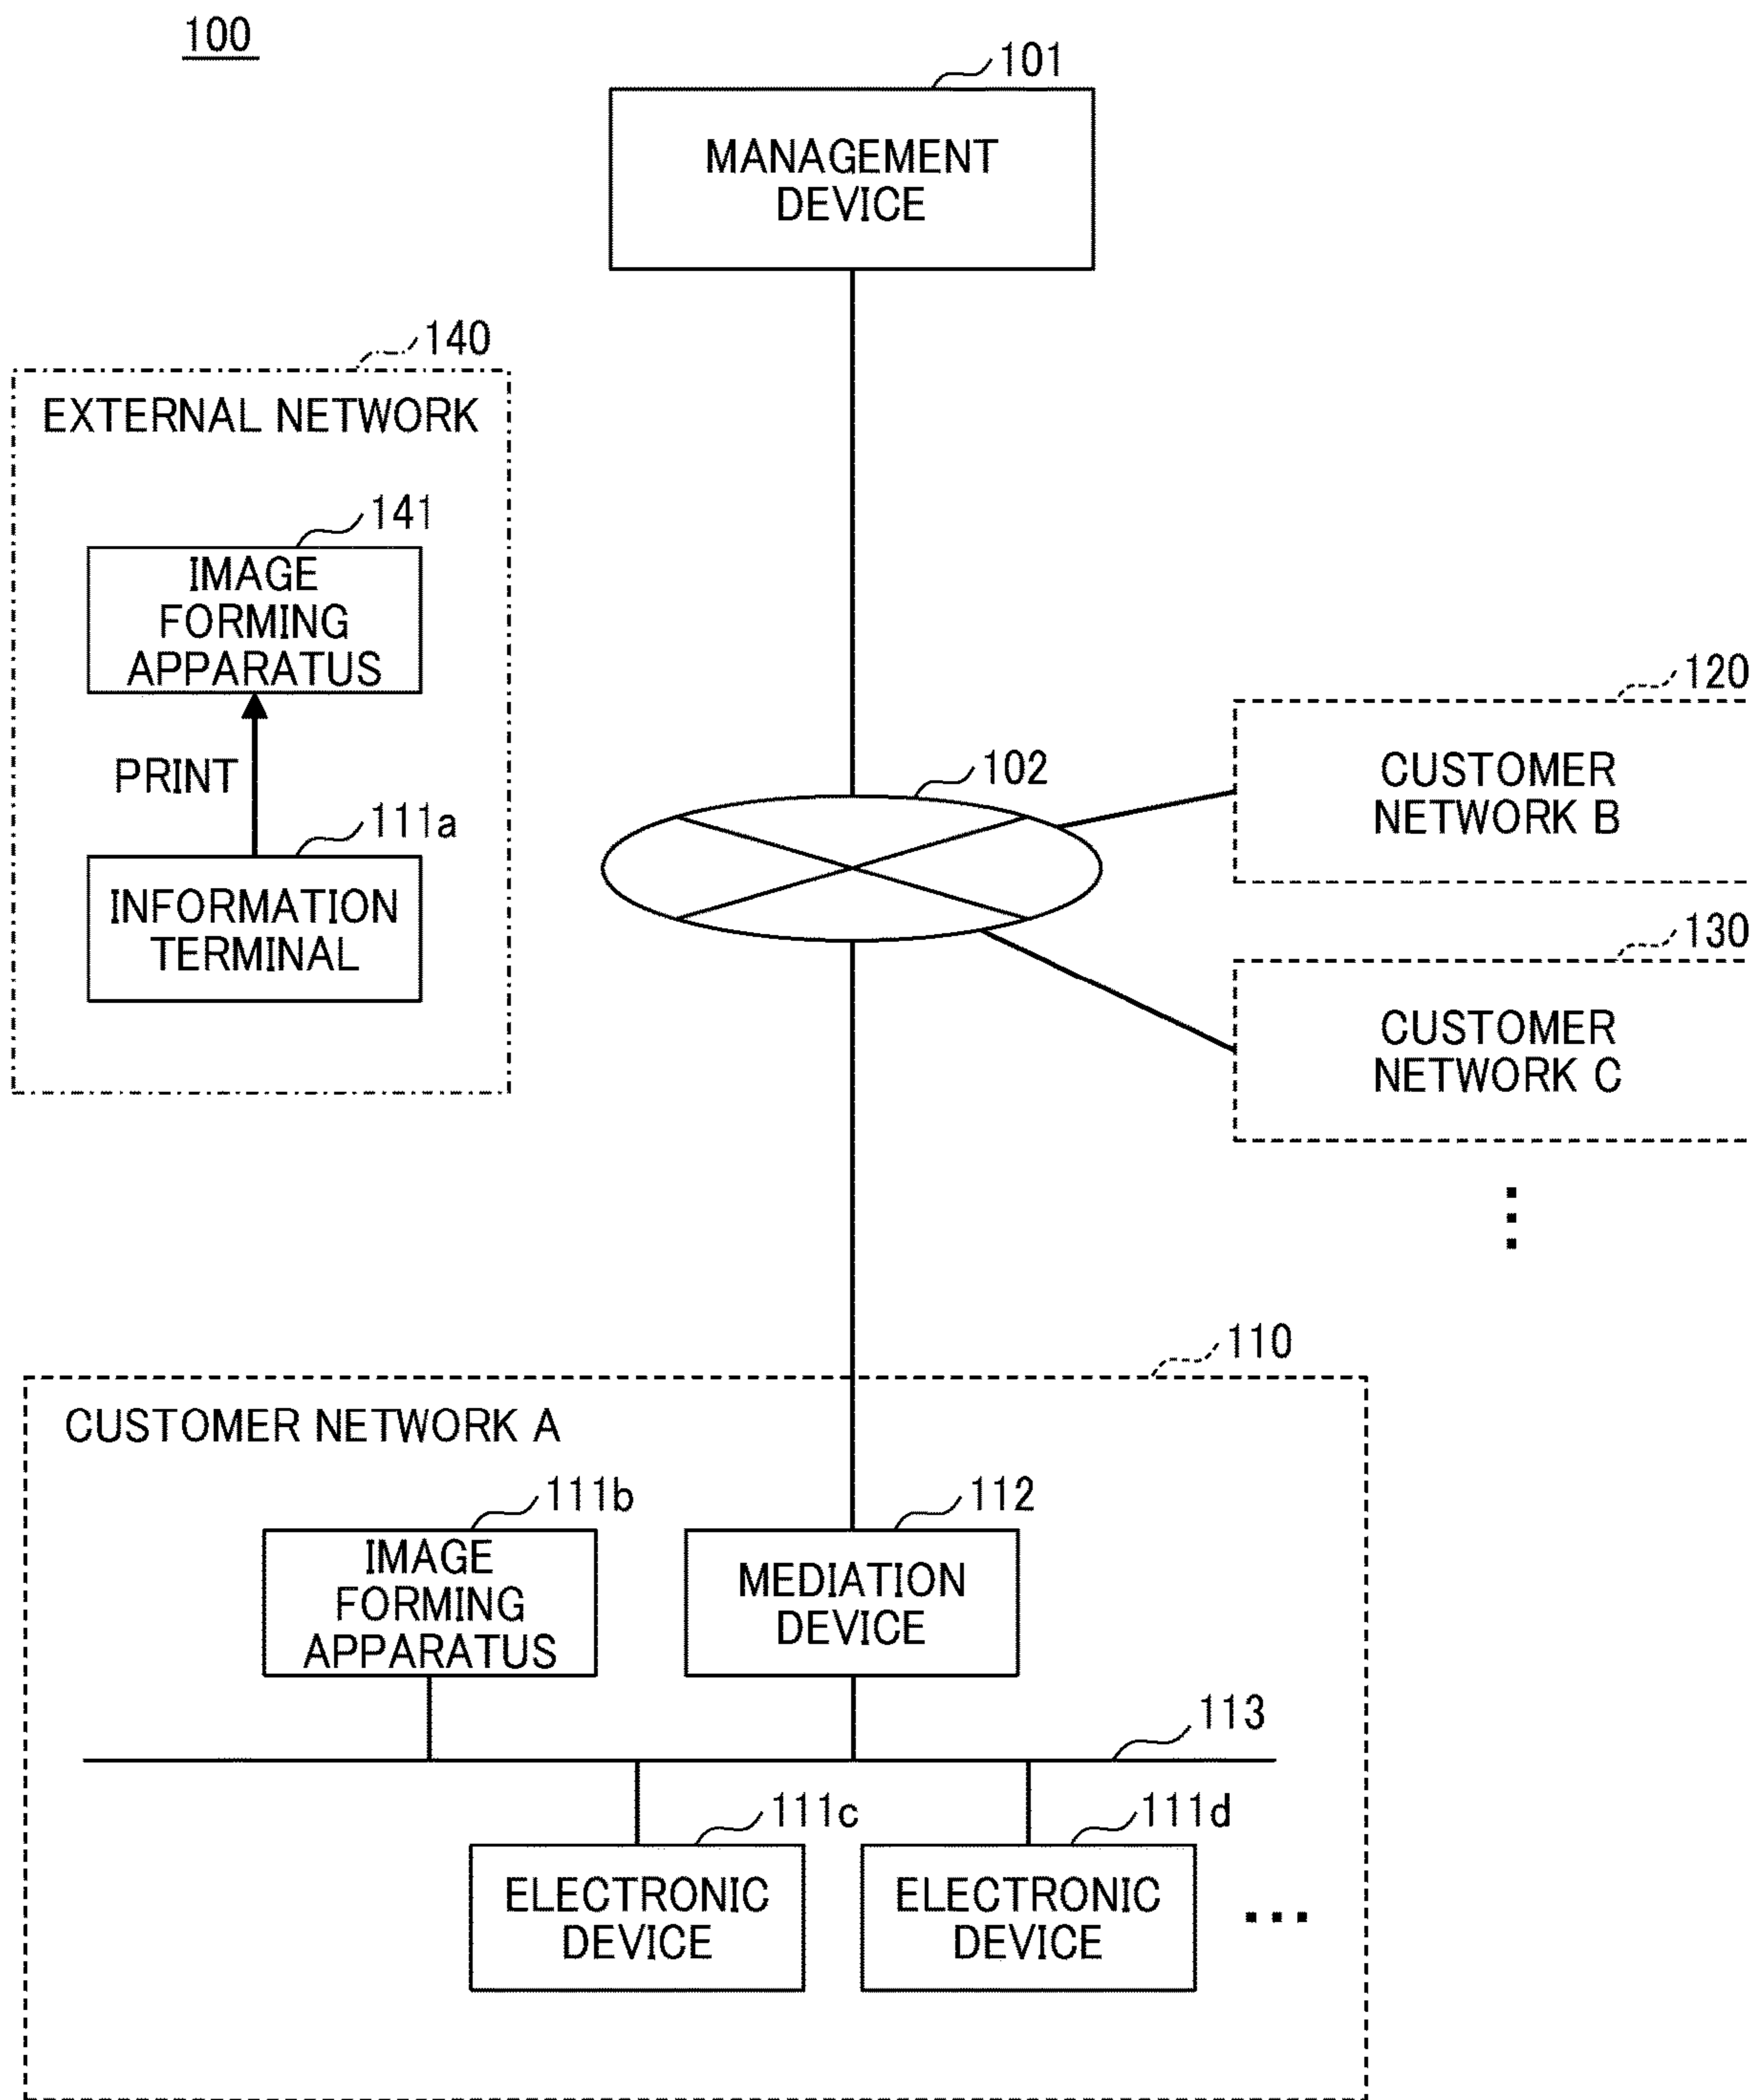 100
101
MANAGEMENT
DEVICE
140
EXTERNAL NETWORK
141
IMAGE
FORMING
APPARATUS
PRINT
111a
INFORMATION
TERMINAL
102
120
CUSTOMER
NETWORK B
130
CUSTOMER
NETWORK C
110
CUSTOMER NETWORK A
111b
IMAGE
FORMING
APPARATUS
112
MEDIATION
DEVICE
113
111c
ELECTRONIC
DEVICE
111d
ELECTRONIC
DEVICE